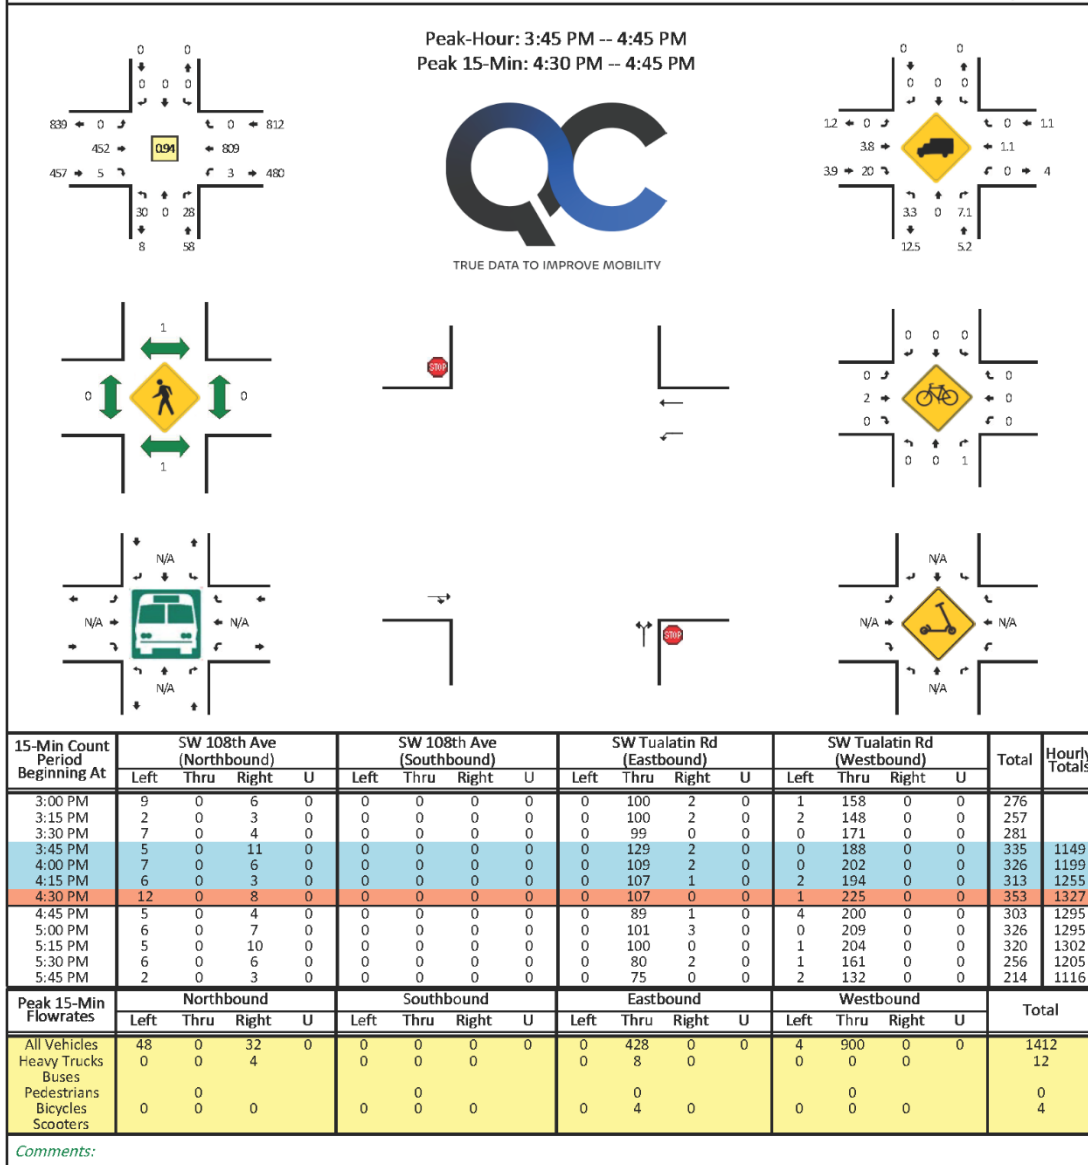 Peak-Hour: 3:45 PM -- 4:45 PM
Peak 15-Min: 4:30 PM -- 4:45 PM
0 0
0 0 0
839 0 0 812
452 0.94 809
457 5 3 480
30 0 28
8 58
QC
TRUE DATA TO IMPROVE MOBILITY
0 0
0 0 0
1.2 0 0 1.1
3.8 1.1
3.9 20 0 4
3.3 0 7.1
12.5 5.2
1
0 0
1
STOP
STOP
0 0 0
0 0
2 0
0 0
0 0 1
N/A
N/A N/A
N/A
N/A
N/A N/A
N/A
15-Min Count Period Beginning At SW 108th Ave (Northbound) SW 108th Ave (Southbound) SW Tualatin Rd (Eastbound) SW Tualatin Rd (Westbound) Total Hourly Totals
Left Thru Right U Left Thru Right U Left Thru Right U Left Thru Right U
3:00 PM 9 0 6 0 0 0 0 0 0 100 2 0 1 158 0 0 276
3:15 PM 2 0 3 0 0 0 0 0 0 100 2 0 2 148 0 0 257
3:30 PM 7 0 4 0 0 0 0 0 0 99 0 0 0 171 0 0 281
3:45 PM 5 0 11 0 0 0 0 0 0 129 2 0 0 188 0 0 335 1149
4:00 PM 7 0 6 0 0 0 0 0 0 109 2 0 0 202 0 0 326 1199
4:15 PM 6 0 3 0 0 0 0 0 0 107 1 0 2 194 0 0 313 1255
4:30 PM 12 0 8 0 0 0 0 0 0 107 0 0 1 225 0 0 353 1327
4:45 PM 5 0 4 0 0 0 0 0 0 89 1 0 4 200 0 0 303 1295
5:00 PM 6 0 7 0 0 0 0 0 0 101 3 0 0 209 0 0 326 1295
5:15 PM 5 0 10 0 0 0 0 0 0 100 0 0 1 204 0 0 320 1302
5:30 PM 6 0 6 0 0 0 0 0 0 80 2 0 1 161 0 0 256 1205
5:45 PM 2 0 3 0 0 0 0 0 0 75 0 0 2 132 0 0 214 1116
Peak 15-Min Flowrates Northbound Southbound Eastbound Westbound Total
Left Thru Right U Left Thru Right U Left Thru Right U Left Thru Right U
All Vehicles 48 0 32 0 0 0 0 0 0 428 0 0 4 900 0 0 1412
Heavy Trucks 0 0 4 0 0 0 0 8 0 0 0 0 12
Buses
Pedestrians 0 0 0 0 0
Bicycles 0 0 0 0 0 0 0 4 0 0 0 0 4
Scooters
Comments: